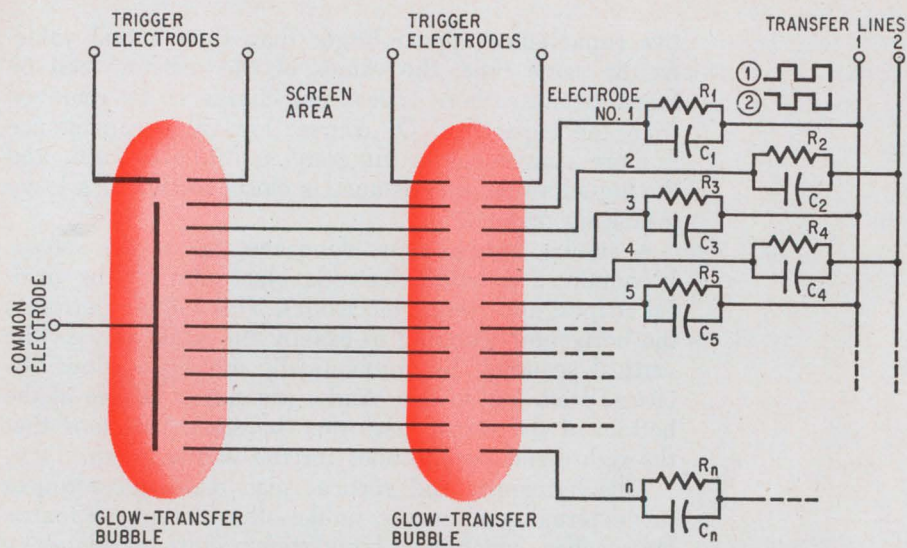 TRIGGER
ELECTRODES
TRIGGER
ELECTRODES
TRANSFER LINES
1 2
SCREEN
AREA
ELECTRODE
NO. 1
1
2
R1
C1
2
R2
C2
3
R3
C3
4
R4
C4
5
R5
C5
COMMON
ELECTRODE
n
Rn
Cn
GLOW-TRANSFER
BUBBLE
GLOW-TRANSFER
BUBBLE